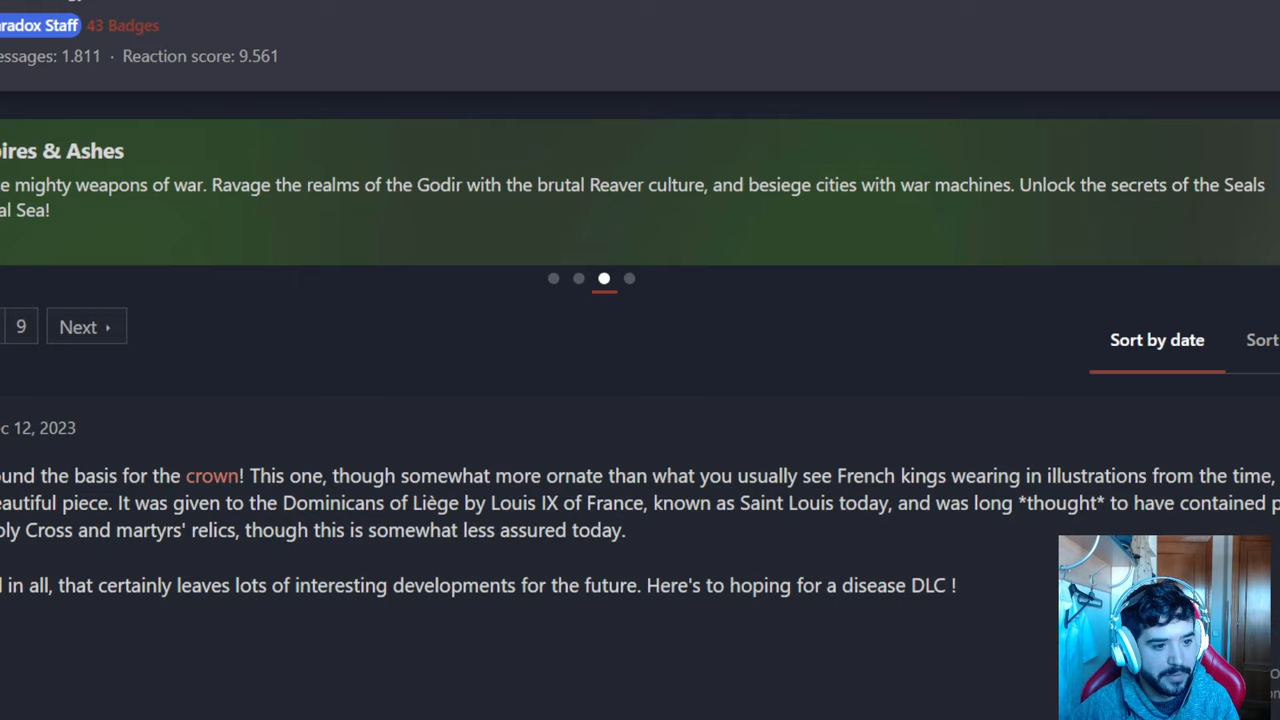 aradox Staff 43 Badges
essages: 1.811 · Reaction score: 9.561
ires & Ashes
e mighty weapons of war. Ravage the realms of the Godir with the brutal Reaver culture, and besiege cities with war machines. Unlock the secrets of the Seals
al Sea!
9 Next
Sort by date Sort
c 12, 2023
und the basis for the crown! This one, though somewhat more ornate than what you usually see French kings wearing in illustrations from the time,
eautiful piece. It was given to the Dominicans of Liège by Louis IX of France, known as Saint Louis today, and was long *thought* to have contained p
oly Cross and martyrs' relics, though this is somewhat less assured today.
l in all, that certainly leaves lots of interesting developments for the future. Here's to hoping for a disease DLC !